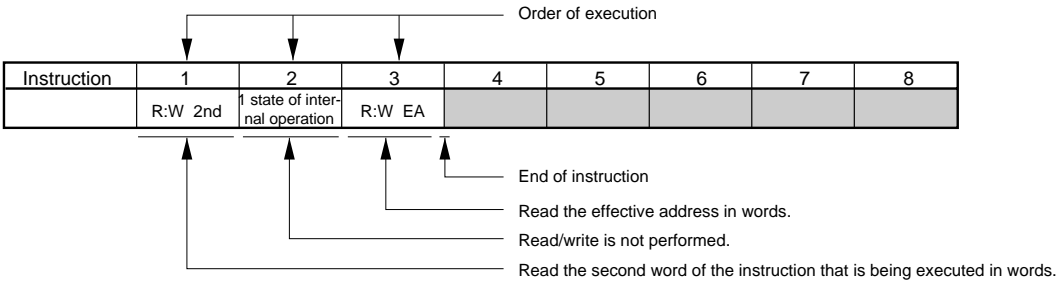 Order of execution
Instruction 1 2 3 4 5 6 7 8
R:W 2nd 1 state of inter-
nal operation R:W EA
End of instruction
Read the effective address in words.
Read/write is not performed.
Read the second word of the instruction that is being executed in words.